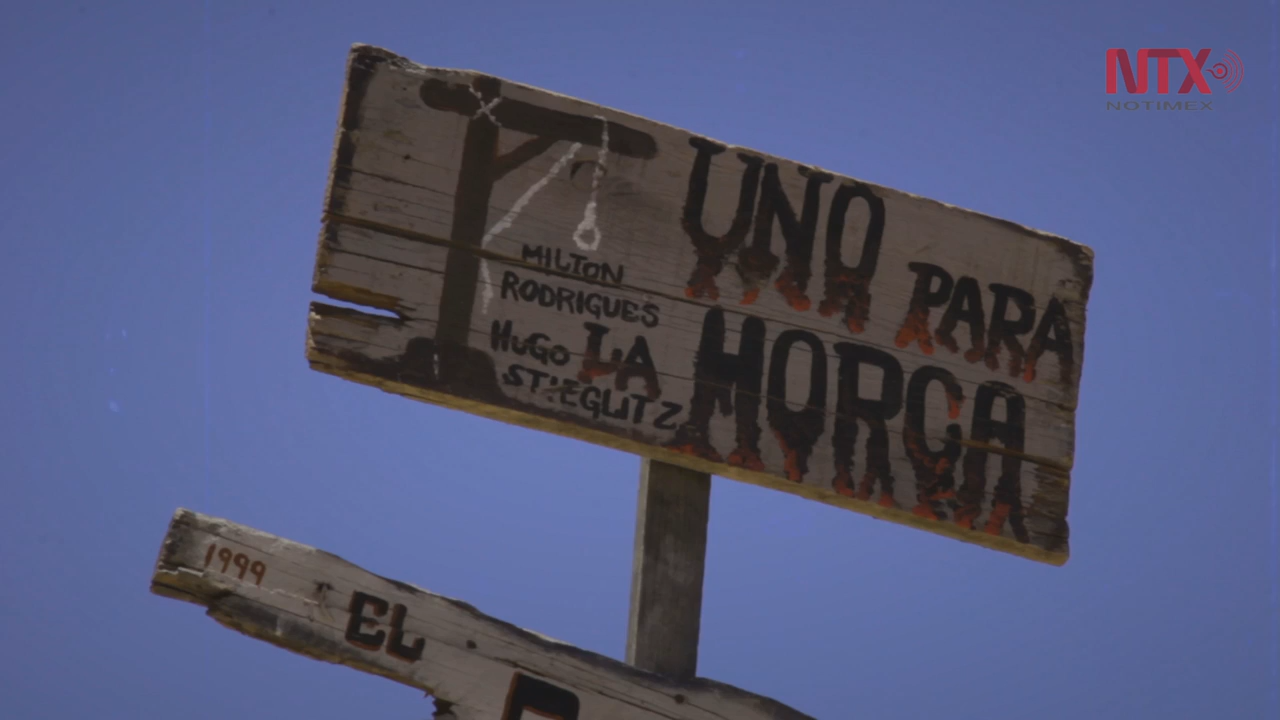 NTX
NOTIMEX
UNO PARA
LA HORCA
MILTON
RODRIGUES
HUGO
STIEGLITZ
1999
EL